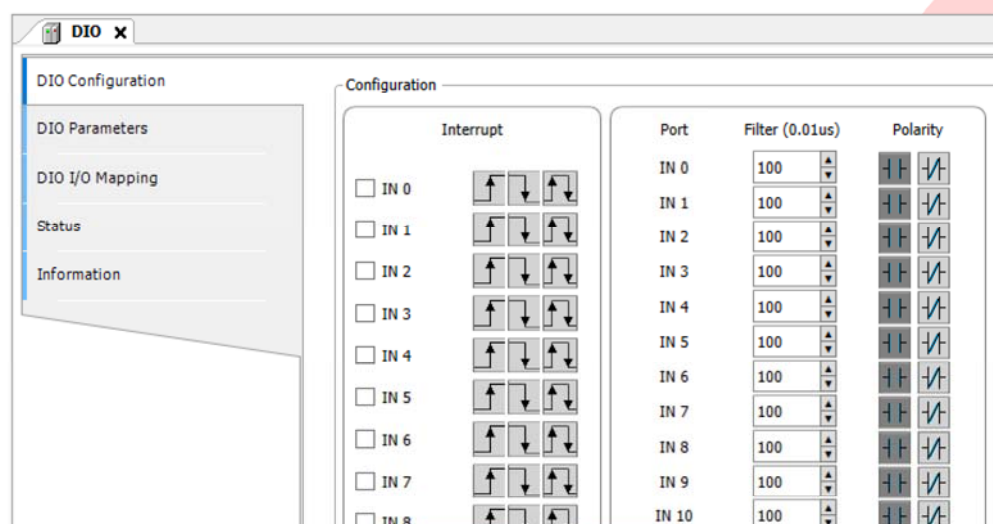 DIO
DIO Configuration
DIO Parameters
DIO I/O Mapping
Status
Information
Configuration
Interrupt
IN 0
IN 1
IN 2
IN 3
IN 4
IN 5
IN 6
IN 7
IN 8
Port Filter (0.01us) Polarity
IN 0 100
IN 1 100
IN 2 100
IN 3 100
IN 4 100
IN 5 100
IN 6 100
IN 7 100
IN 8 100
IN 9 100
IN 10 100